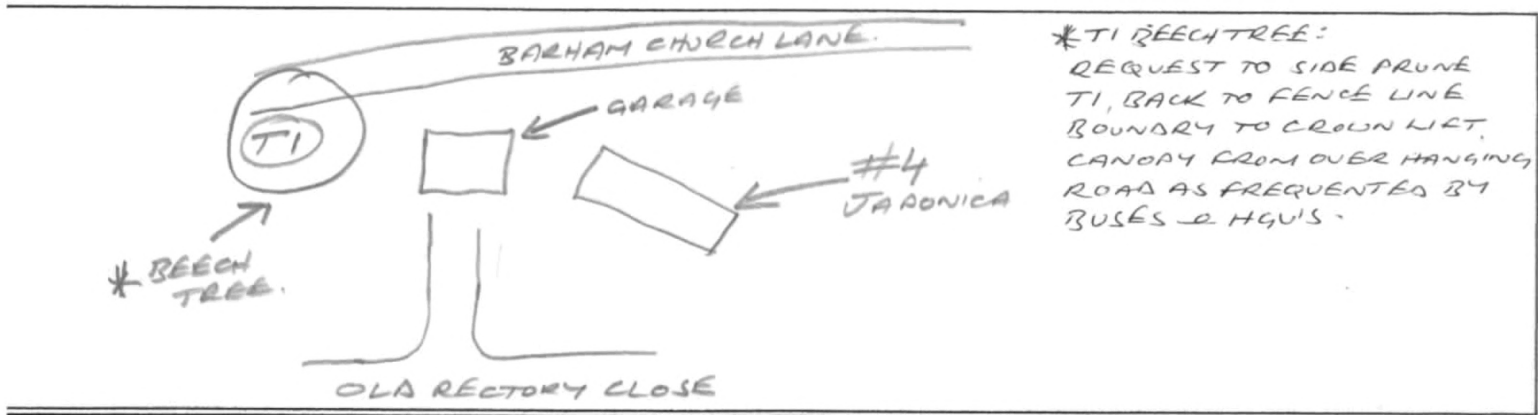 BARHAM CHURCH LANE.
GARAGE
T1
#4
JAPONICA
* BEECH
TREE.
OLD RECTORY CLOSE
* T1 BEECH TREE:
REQUEST TO SIDE PRUNE
T1, BACK TO FENCE LINE
BOUNDRY TO CROWN LIFT.
CANOPY FROM OVER HANGING
ROAD AS FREQUENTED BY
BUSES & HGV'S.